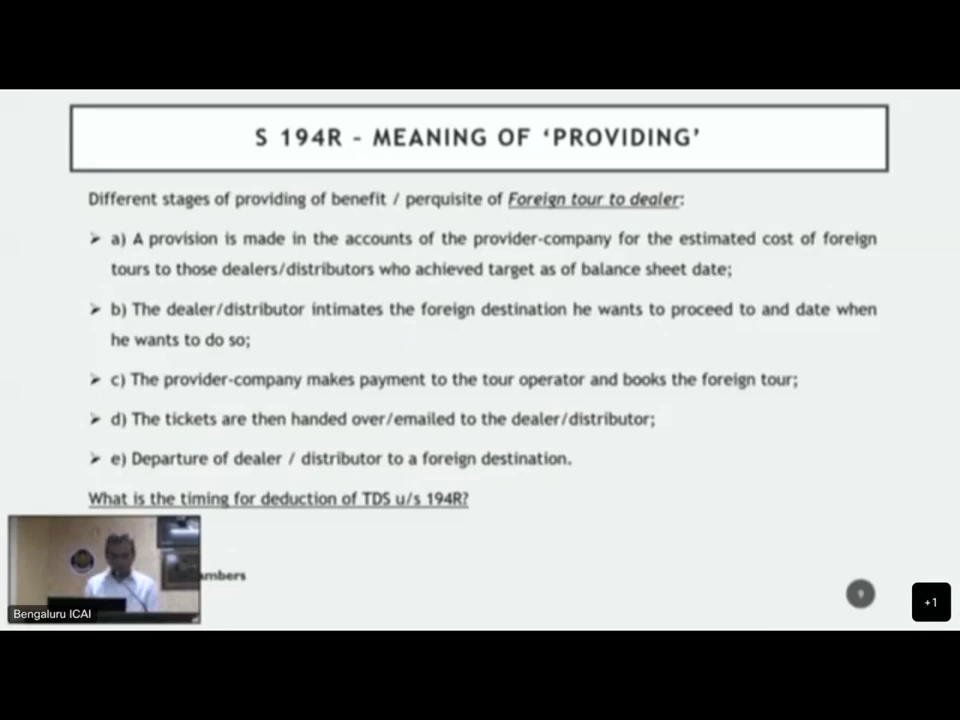 S 194R – MEANING OF ‘PROVIDING’
Different stages of providing of benefit / perquisite of Foreign tour to dealer:
➢ a) A provision is made in the accounts of the provider-company for the estimated cost of foreign
tours to those dealers/distributors who achieved target as of balance sheet date;
➢ b) The dealer/distributor intimates the foreign destination he wants to proceed to and date when
he wants to do so;
➢ c) The provider-company makes payment to the tour operator and books the foreign tour;
➢ d) The tickets are then handed over/emailed to the dealer/distributor;
➢ e) Departure of dealer / distributor to a foreign destination.
What is the timing for deduction of TDS u/s 194R?
ambers
Bengaluru ICAI
9
+1